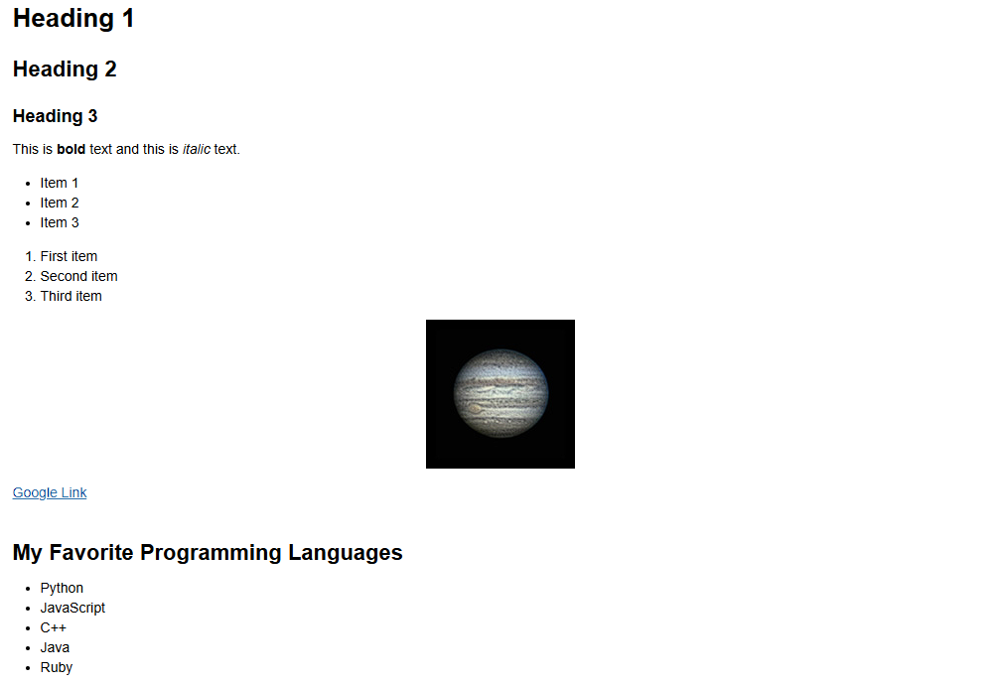 Heading 1
Heading 2
Heading 3
This is bold text and this is italic text.
• Item 1
• Item 2
• Item 3
1. First item
2. Second item
3. Third item
Google Link
My Favorite Programming Languages
• Python
• JavaScript
• C++
• Java
• Ruby